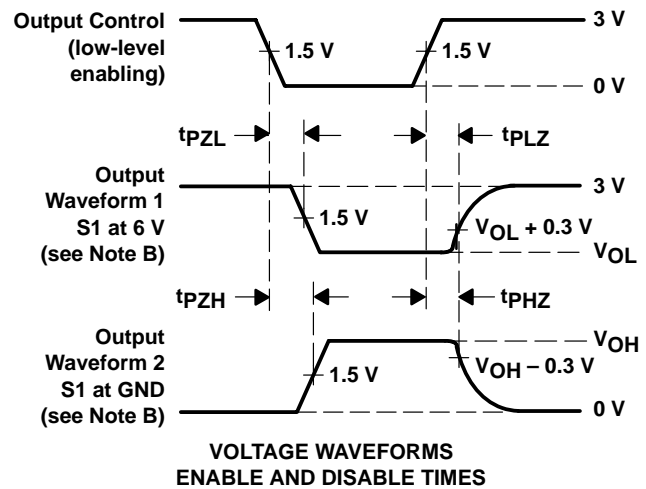 Output Control
(low-level
enabling)
3 V
1.5 V
1.5 V
0 V
tPZL
tPLZ
Output
Waveform 1
S1 at 6 V
(see Note B)
3 V
1.5 V
VOL + 0.3 V
VOL
tPZH
tPHZ
Output
Waveform 2
S1 at GND
(see Note B)
VOH
1.5 V
VOH – 0.3 V
0 V
VOLTAGE WAVEFORMS
ENABLE AND DISABLE TIMES